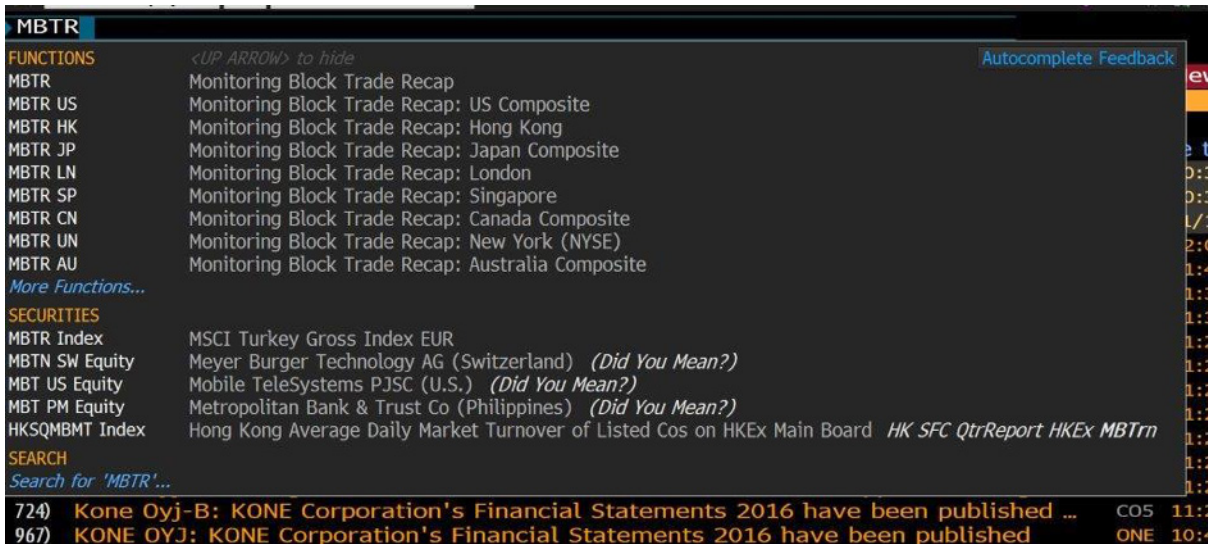 MBTR
FUNCTIONS <UP ARROW> to hide Autocomplete Feedback
MBTR Monitoring Block Trade Recap
MBTR US Monitoring Block Trade Recap: US Composite
MBTR HK Monitoring Block Trade Recap: Hong Kong
MBTR JP Monitoring Block Trade Recap: Japan Composite
MBTR LN Monitoring Block Trade Recap: London
MBTR SP Monitoring Block Trade Recap: Singapore
MBTR CN Monitoring Block Trade Recap: Canada Composite
MBTR UN Monitoring Block Trade Recap: New York (NYSE)
MBTR AU Monitoring Block Trade Recap: Australia Composite
More Functions...
SECURITIES
MBTR Index MSCI Turkey Gross Index EUR
MBTN SW Equity Meyer Burger Technology AG (Switzerland) (Did You Mean?)
MBT US Equity Mobile TeleSystems PJSC (U.S.) (Did You Mean?)
MBT PM Equity Metropolitan Bank & Trust Co (Philippines) (Did You Mean?)
HKSQMBMT Index Hong Kong Average Daily Market Turnover of Listed Cos on HKEx Main Board HK SFC QtrReport HKEx MBTrn
SEARCH
Search for 'MBTR'...
724) Kone Oyj-B: KONE Corporation's Financial Statements 2016 have been published ... CO5 11:2
967) KONE OYJ: KONE Corporation's Financial Statements 2016 have been published ONE 10:4